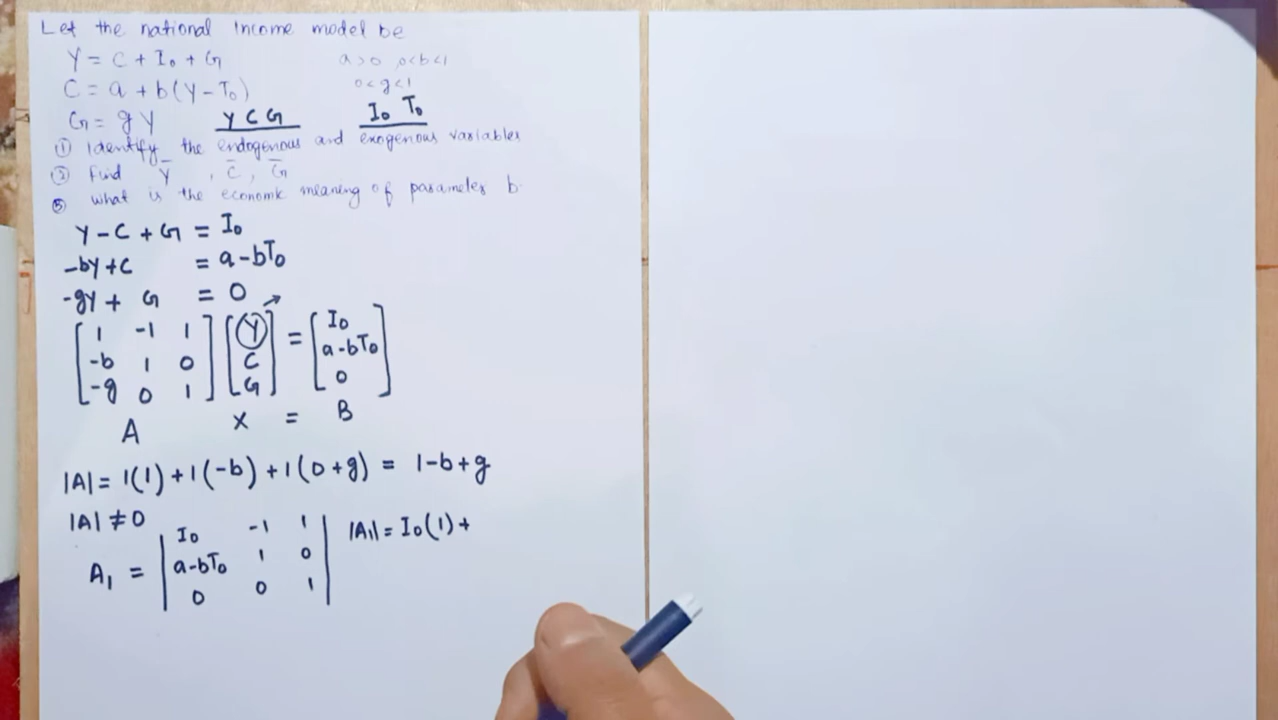 Let the national Income model be
Y = C + I₀ + G a>0 0<b<1
C = a + b(Y-T₀) 0<g<1
G = gY Y C G I₀ T₀
① Identify the endogenous and exogenous variables
② Find Ȳ, C̄, Ḡ
③ what is the economic meaning of parameter b.
Y - C + G = I₀
-bY + C = a-bT₀
-gY + G = 0
[1 -1 1] [Y] = [I₀]
[-b 1 0] [C] [a-bT₀]
[-g 0 1] [G] [0]
A X = B
|A| = 1(1) + 1(-b) + 1(0+g) = 1-b+g
|A| ≠ 0
A₁ = |I₀ -1 1| |A₁| = I₀(1) +
|a-bT₀ 1 0|
|0 0 1|